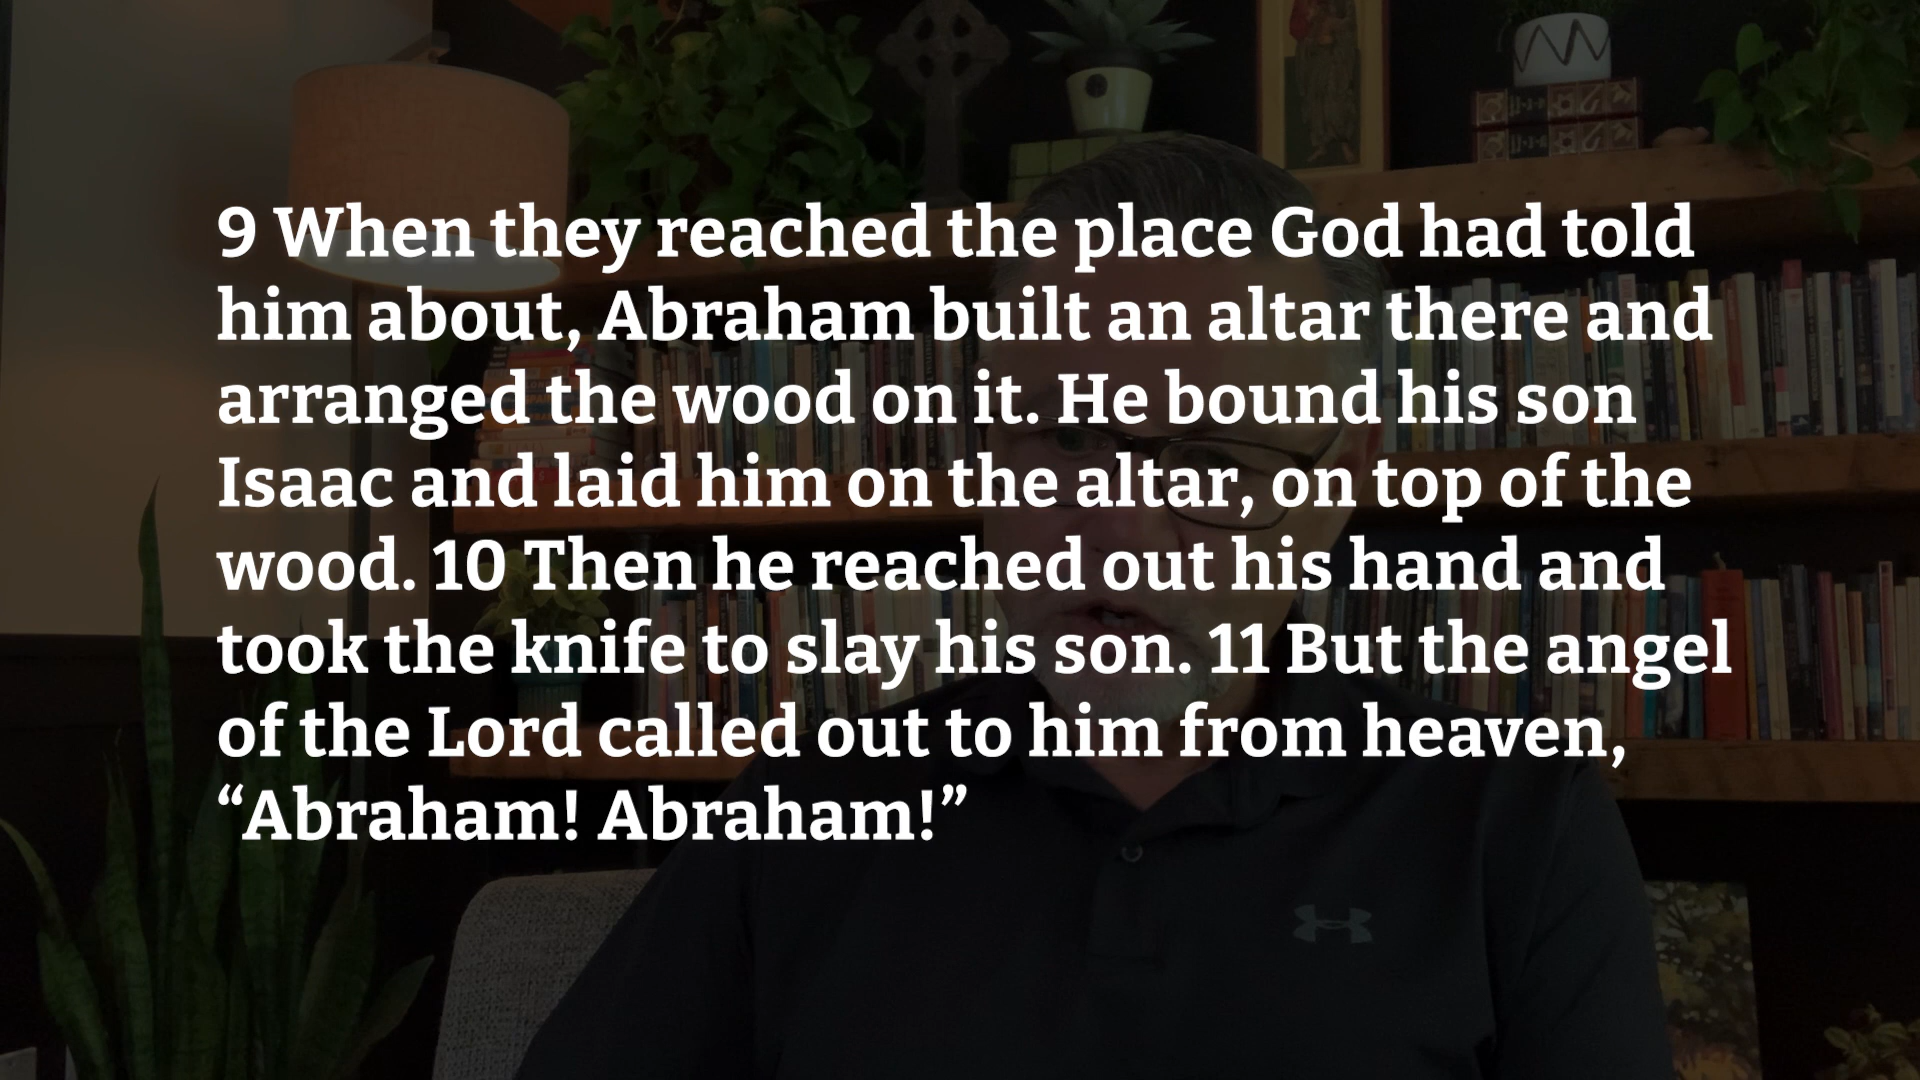 9 When they reached the place God had told
him about, Abraham built an altar there and
arranged the wood on it. He bound his son
Isaac and laid him on the altar, on top of the
wood. 10 Then he reached out his hand and
took the knife to slay his son. 11 But the angel
of the Lord called out to him from heaven,
“Abraham! Abraham!”